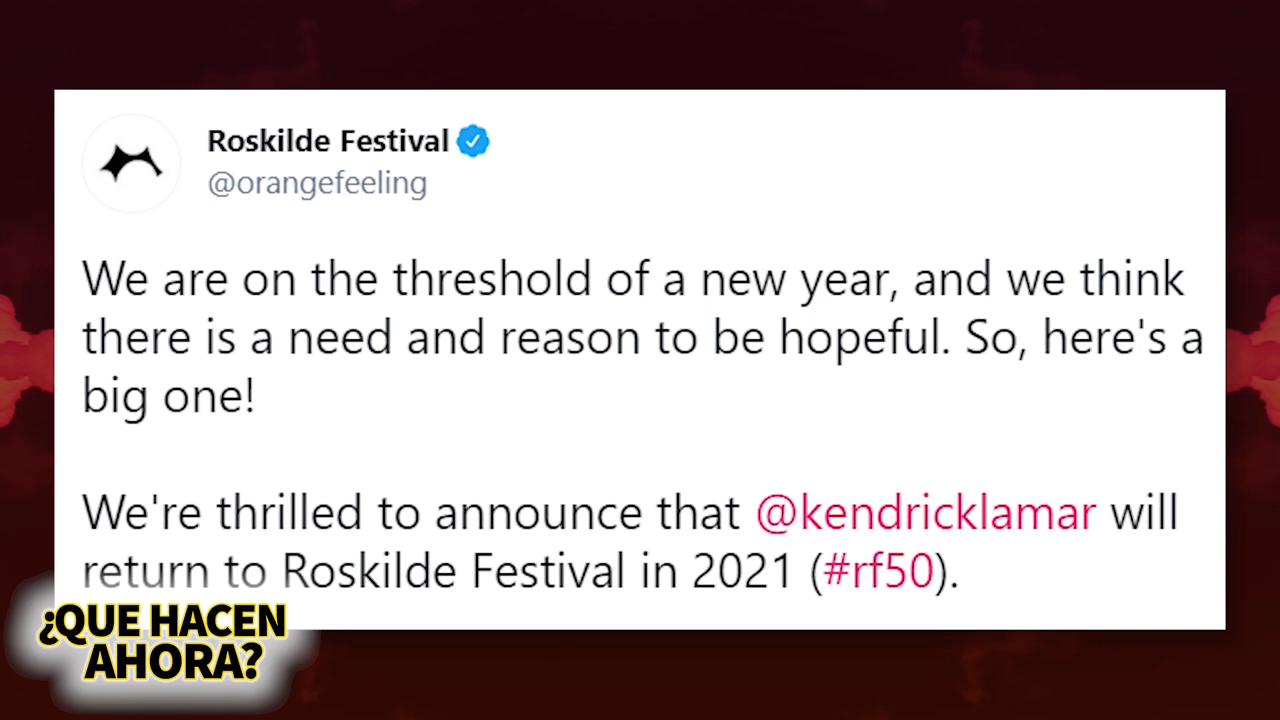 Roskilde Festival
@orangefeeling
We are on the threshold of a new year, and we think
there is a need and reason to be hopeful. So, here's a
big one!
We're thrilled to announce that @kendricklamar will
return to Roskilde Festival in 2021 (#rf50).
¿QUE HACEN
AHORA?